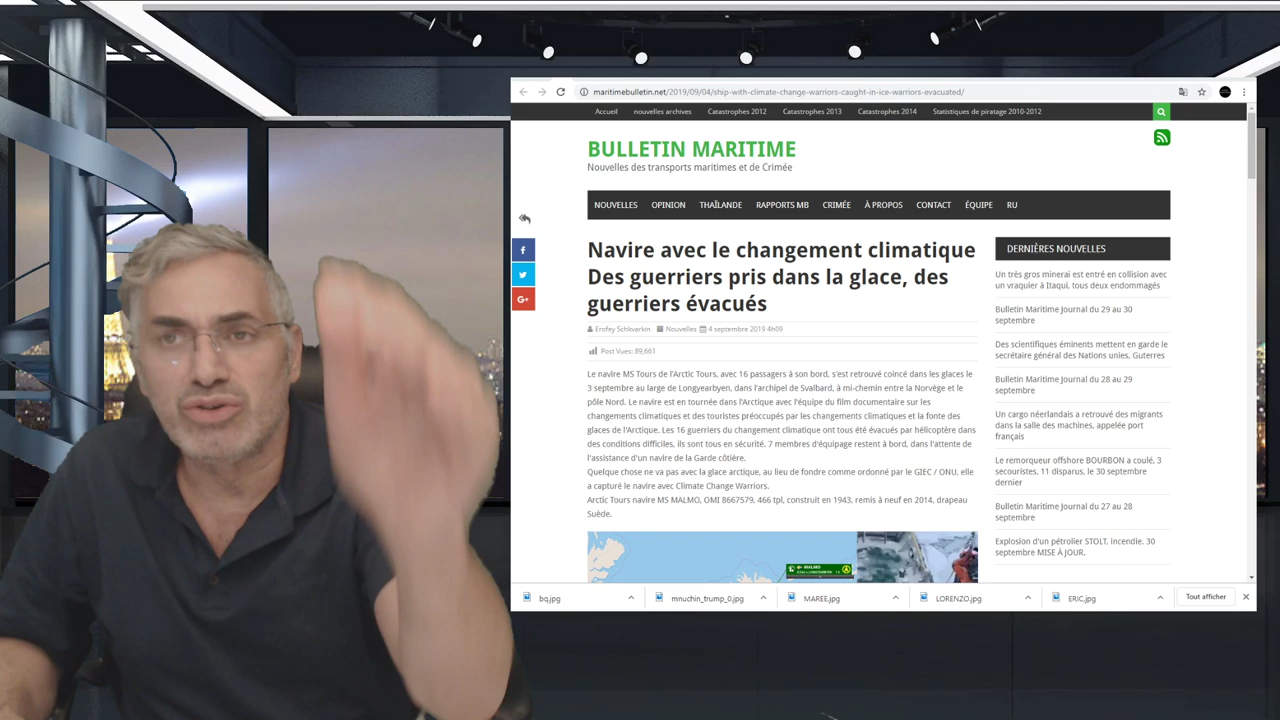 maritimebulletin.net/2019/09/04/ship-with-climate-change-warriors-caught-in-ice-warriors-evacuated/
Accueil nouvelles archives Catastrophes 2012 Catastrophes 2013 Catastrophes 2014 Statistiques de piratage 2010-2012
BULLETIN MARITIME
Nouvelles des transports maritimes et de Crimée
NOUVELLES OPINION THAÏLANDE RAPPORTS MB CRIMÉE À PROPOS CONTACT ÉQUIPE RU
Navire avec le changement climatique
Des guerriers pris dans la glace, des
guerriers évacués
Erofey Schkvarkin Nouvelles 4 septembre 2019 4h09
Post Vues: 89,661
Le navire MS Tours de l'Arctic Tours, avec 16 passagers à son bord, s'est retrouvé coincé dans les glaces le
3 septembre au large de Longyearbyen, dans l'archipel de Svalbard, à mi-chemin entre la Norvège et le
pôle Nord. Le navire est en tournée dans l'Arctique avec l'équipe du film documentaire sur les
changements climatiques et des touristes préoccupés par les changements climatiques et la fonte des
glaces de l'Arctique. Les 16 guerriers du changement climatique ont tous été évacués par hélicoptère dans
des conditions difficiles, ils sont tous en sécurité. 7 membres d'équipage restent à bord, dans l'attente de
l'assistance d'un navire de la Garde côtière.
Quelque chose ne va pas avec la glace arctique, au lieu de fondre comme ordonné par le GIEC / ONU, elle
a capturé le navire avec Climate Change Warriors.
Arctic Tours navire MS MALMO, OMI 8667579, 466 tpl, construit en 1943, remis à neuf en 2014, drapeau
Suède.
MALMO
DERNIÈRES NOUVELLES
Un très gros minerai est entré en collision avec
un vraquier à Itaqui, tous deux endommagés
Bulletin Maritime Journal du 29 au 30
septembre
Des scientifiques éminents mettent en garde le
secrétaire général des Nations unies, Guterres
Bulletin Maritime Journal du 28 au 29
septembre
Un cargo néerlandais a retrouvé des migrants
dans la salle des machines, appelée port
français
Le remorqueur offshore BOURBON a coulé, 3
secouristes, 11 disparus, le 30 septembre
dernier
Bulletin Maritime Journal du 27 au 28
septembre
Explosion d'un pétrolier STOLT, incendie. 30
septembre MISE À JOUR.
bq.jpg mnuchin_trump_0.jpg MAREE.jpg LORENZO.jpg ERIC.jpg Tout afficher